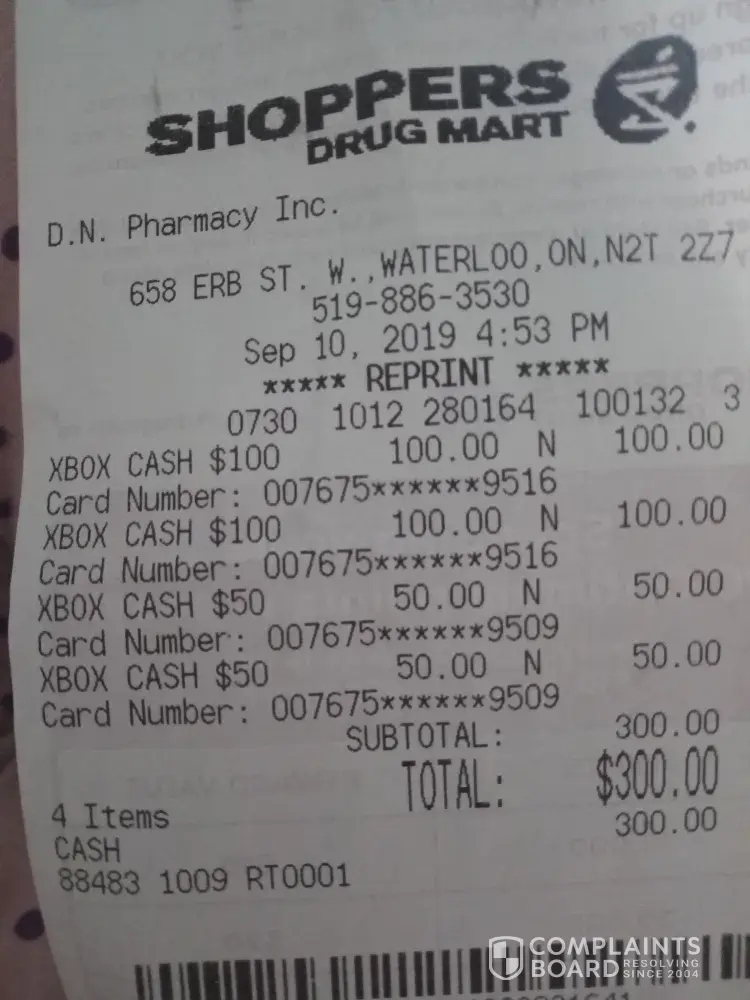 SHOPPERS
DRUG MART
D.N. Pharmacy Inc.
658 ERB ST. W.,WATERLOO,ON,N2T 2Z7
519-886-3530
Sep 10, 2019 4:53 PM
***** REPRINT *****
0730 1012 280164 100132 3
XBOX CASH $100 100.00 N 100.00
Card Number: 007675******9516
XBOX CASH $100 100.00 N 100.00
Card Number: 007675******9516
XBOX CASH $50 50.00 N 50.00
Card Number: 007675******9509
XBOX CASH $50 50.00 N 50.00
Card Number: 007675******9509
SUBTOTAL: 300.00
TOTAL: $300.00
4 Items
CASH 300.00
88483 1009 RT0001
COMPLAINTS
BOARD RESOLVING
SINCE 2004